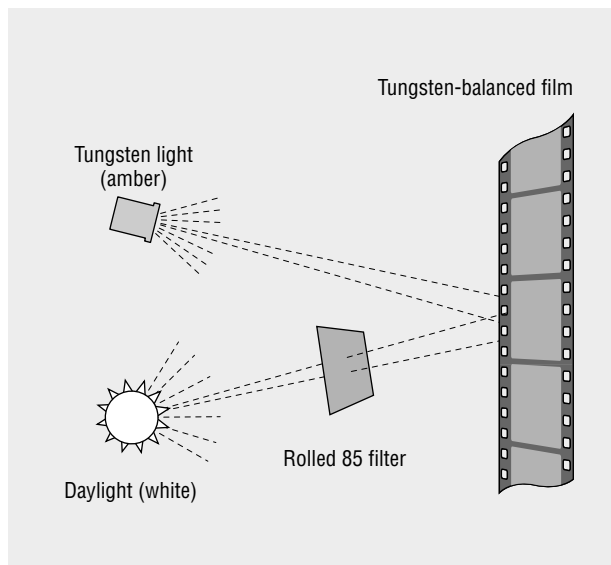 Tungsten-balanced film
Tungsten light
(amber)
Rolled 85 filter
Daylight (white)